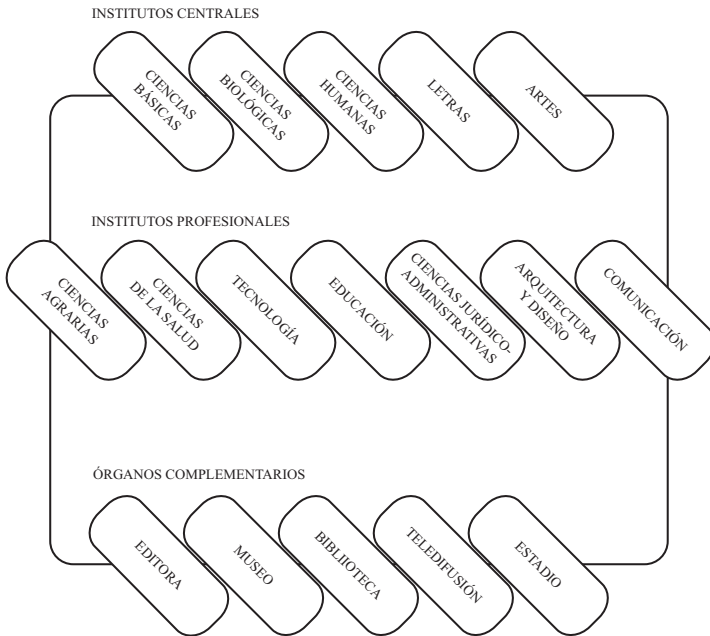 INSTITUTOS CENTRALES
CIENCIAS
BÁSICAS
CIENCIAS
BIOLÓGICAS
CIENCIAS
HUMANAS
LETRAS
ARTES
INSTITUTOS PROFESIONALES
CIENCIAS
AGRARIAS
CIENCIAS
DE LA SALUD
TECNOLOGÍA
EDUCACIÓN
CIENCIAS JURÍDICO-
ADMINISTRATIVAS
ARQUITECTURA
Y DISEÑO
COMUNICACIÓN
ÓRGANOS COMPLEMENTARIOS
EDITORA
MUSEO
BIBLIIOTECA
TELEDIFUSIÓN
ESTADIO